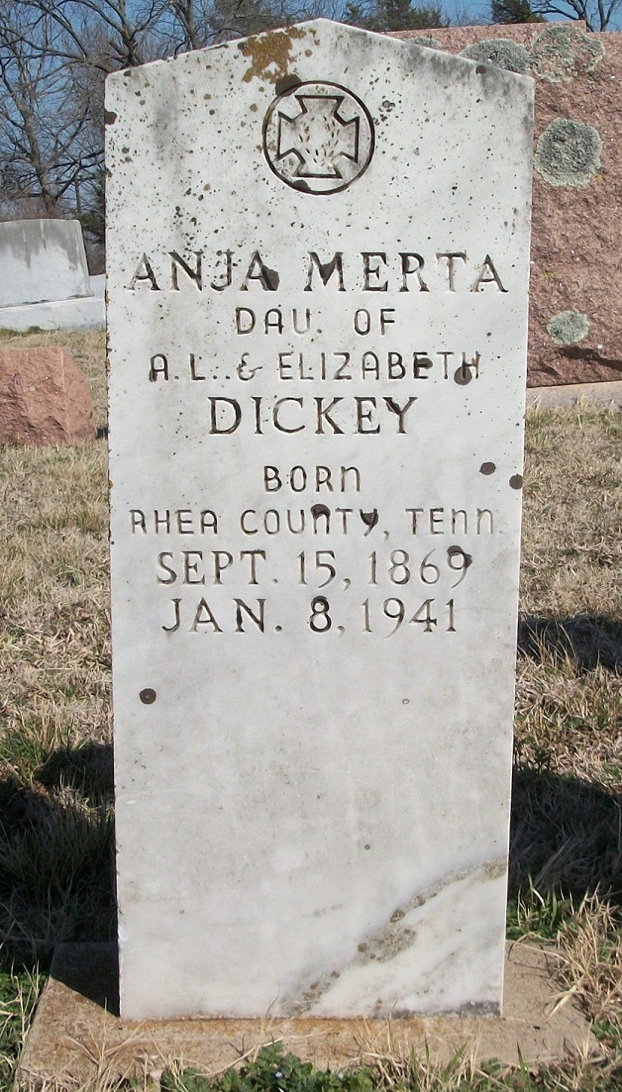 ANJA MERTA
DAU. OF
A.L. & ELIZABETH
DICKEY
BORN
RHEA COUNTY, TENN.
SEPT. 15, 1869
JAN. 8, 1941